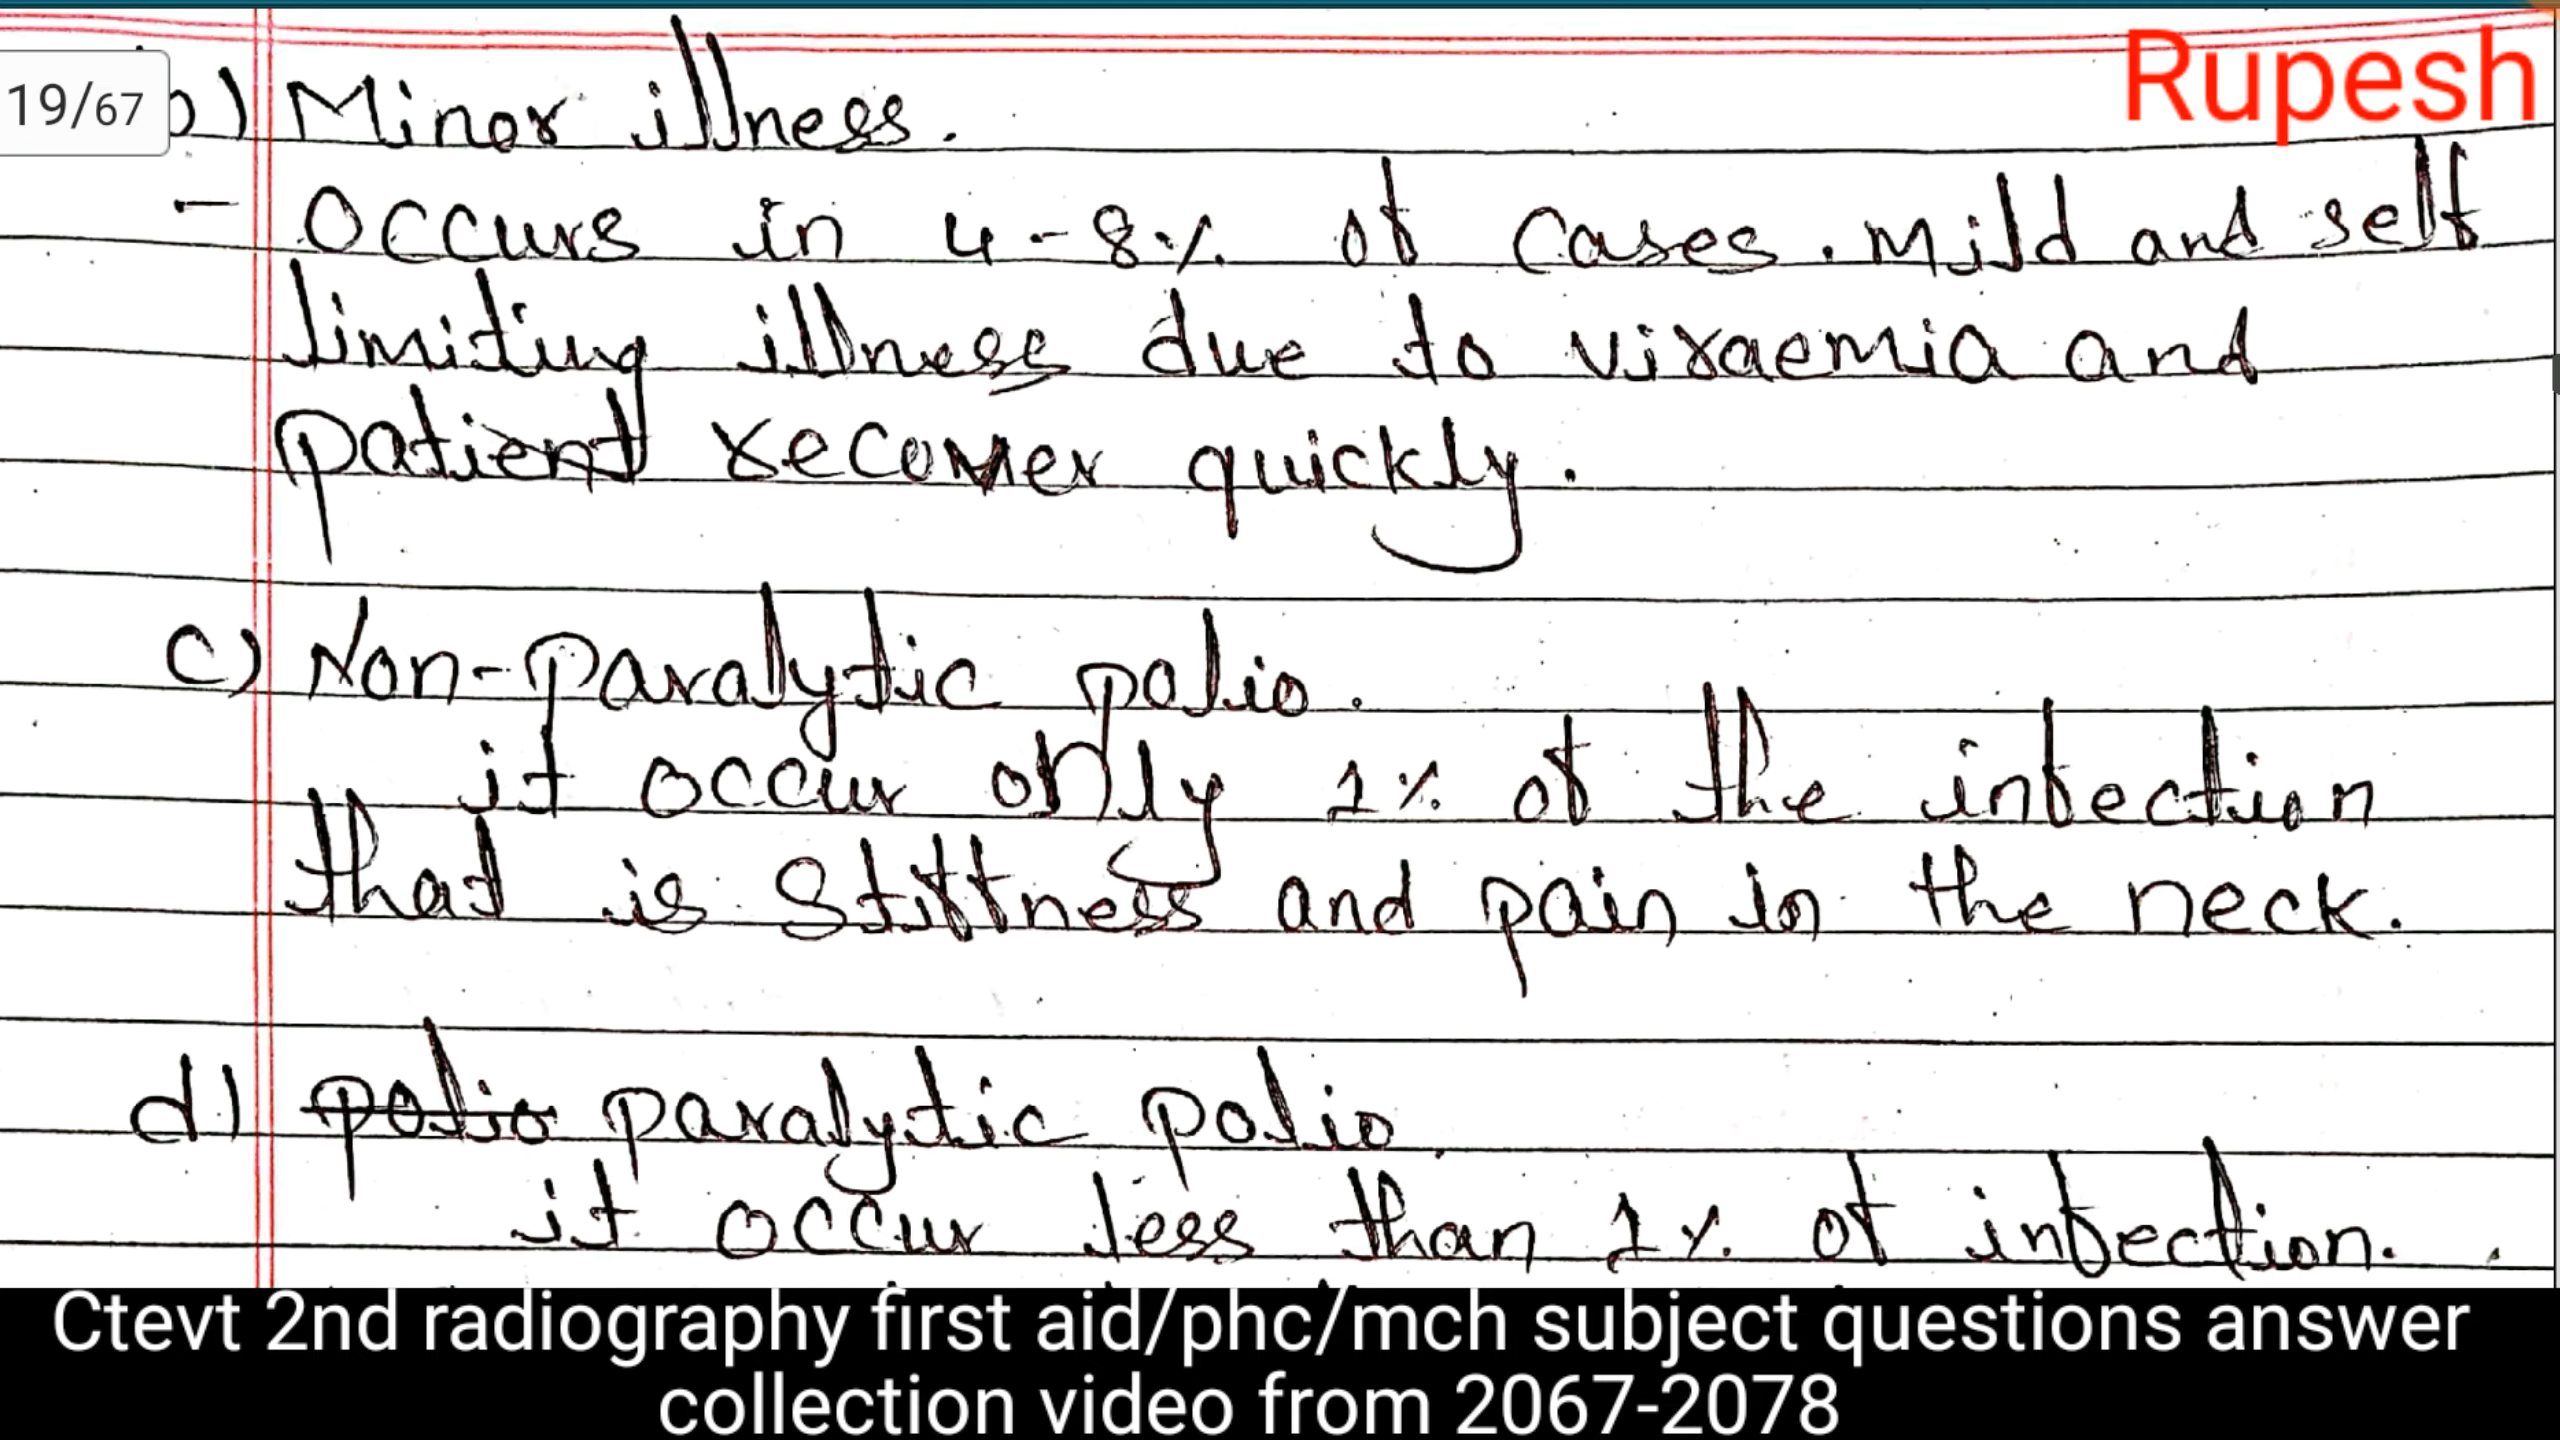 Rupesh
19/67
b) Minor illness.
- Occurs in 4-8% of cases. Mild and self
limiting illness due to viraemia and
patient recover quickly.
c) Non-Paralytic polio.
it occur only 1% of the infection
that is stiffness and pain in the neck.
d) polio paralytic polio
it occur less than 1% of infection.
Ctevt 2nd radiography first aid/phc/mch subject questions answer
collection video from 2067-2078